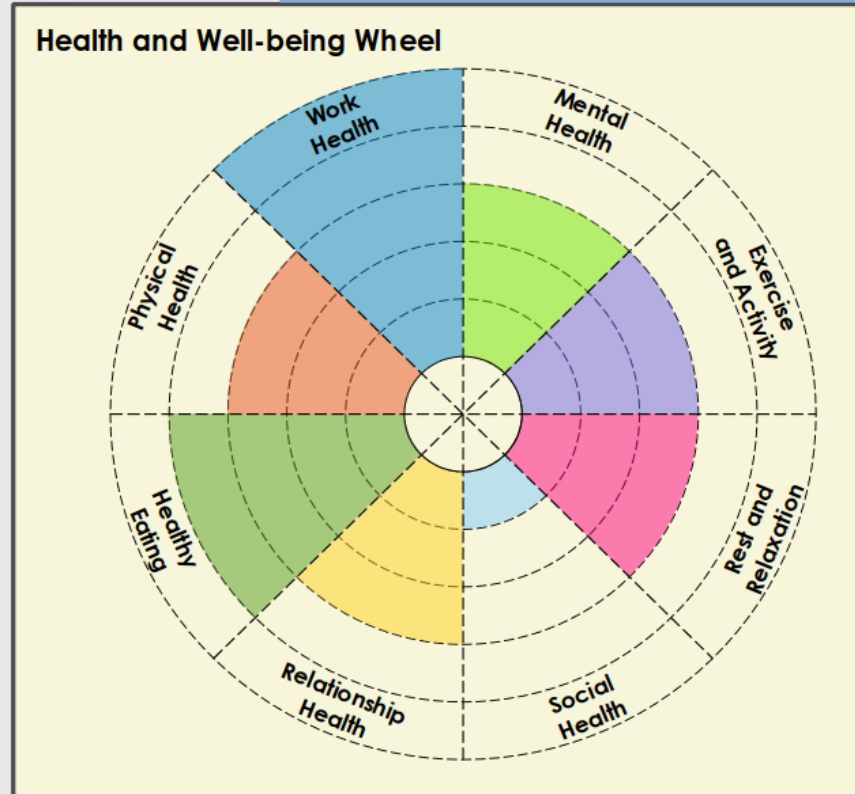 Health and Well-being Wheel
Work
Health
Mental
Health
Exercise
and Activity
Rest and
Relaxation
Social
Health
Relationship
Health
Healthy
Eating
Physical
Health